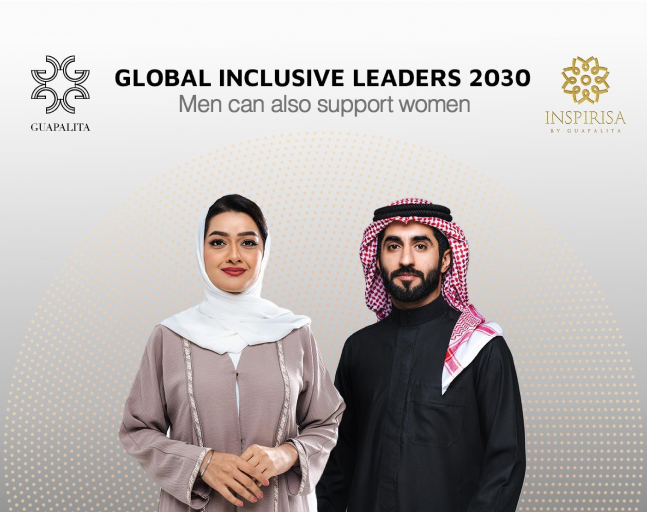 GLOBAL INCLUSIVE LEADERS 2030
Men can also support women
GUAPALITA
INSPIRISA
BY GUAPALITA